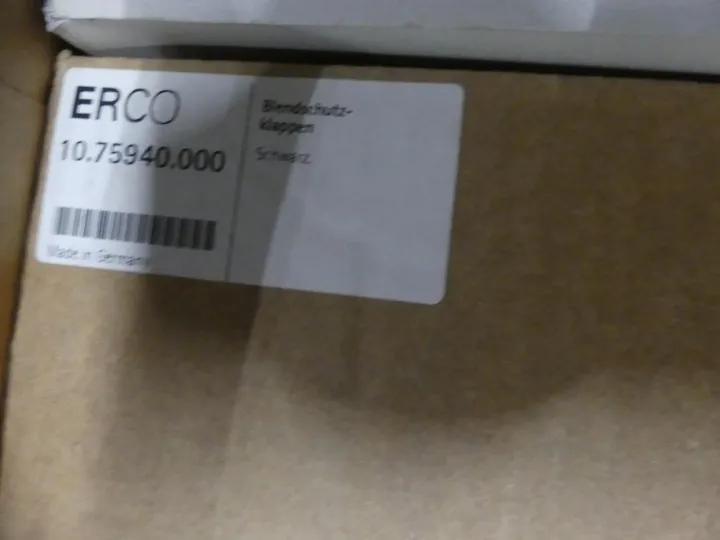 ERCO
10.75940.000
Made in Germany
Blendschutz-
klappen
Schwarz